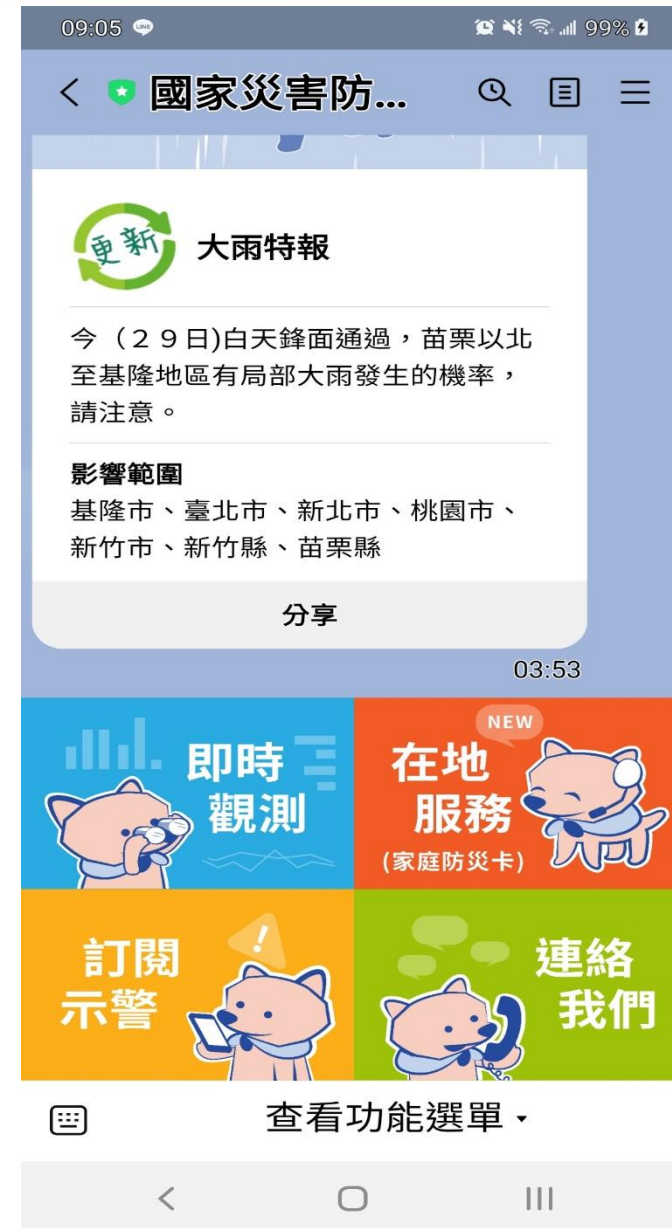 09:05 LINE 99%
國家災害防...
更新
大雨特報
今（２９日)白天鋒面通過，苗栗以北
至基隆地區有局部大雨發生的機率，
請注意。
影響範圍
基隆市、臺北市、新北市、桃園市、
新竹市、新竹縣、苗栗縣
分享
03:53
即時
觀測
NEW
在地
服務
(家庭防災卡)
訂閱
示警
連絡
我們
查看功能選單